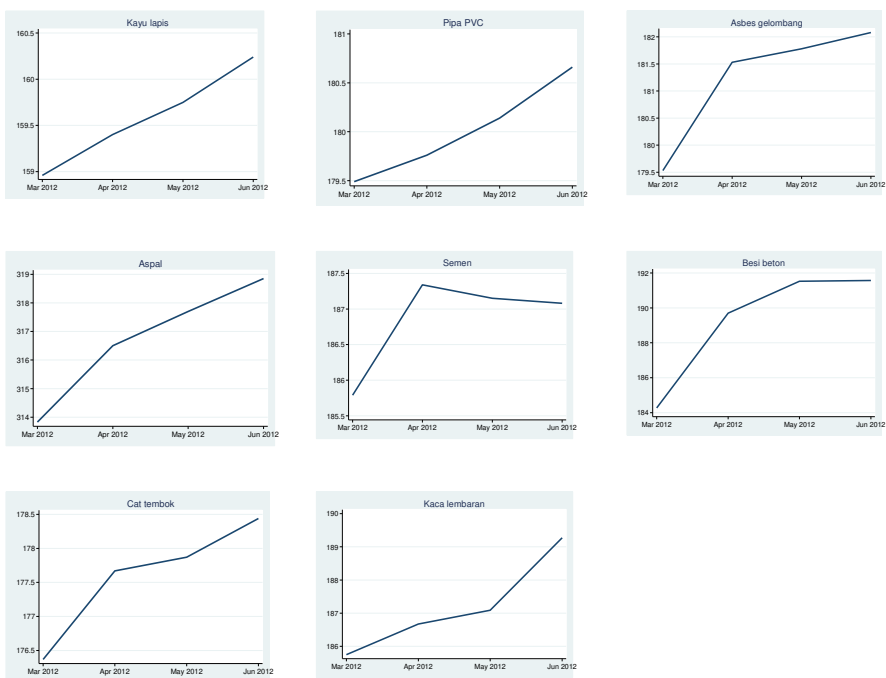 Kayu lapis
160.5
160
159.5
159
Mar 2012 Apr 2012 May 2012 Jun 2012
Pipa PVC
181
180.5
180
179.5
Mar 2012 Apr 2012 May 2012 Jun 2012
Asbes gelombang
182
181.5
181
180.5
180
179.5
Mar 2012 Apr 2012 May 2012 Jun 2012
Aspal
319
318
317
316
315
314
Mar 2012 Apr 2012 May 2012 Jun 2012
Semen
187.5
187
186.5
186
185.5
Mar 2012 Apr 2012 May 2012 Jun 2012
Besi beton
192
190
188
186
184
Mar 2012 Apr 2012 May 2012 Jun 2012
Cat tembok
178.5
178
177.5
177
176.5
Mar 2012 Apr 2012 May 2012 Jun 2012
Kaca lembaran
190
189
188
187
186
Mar 2012 Apr 2012 May 2012 Jun 2012